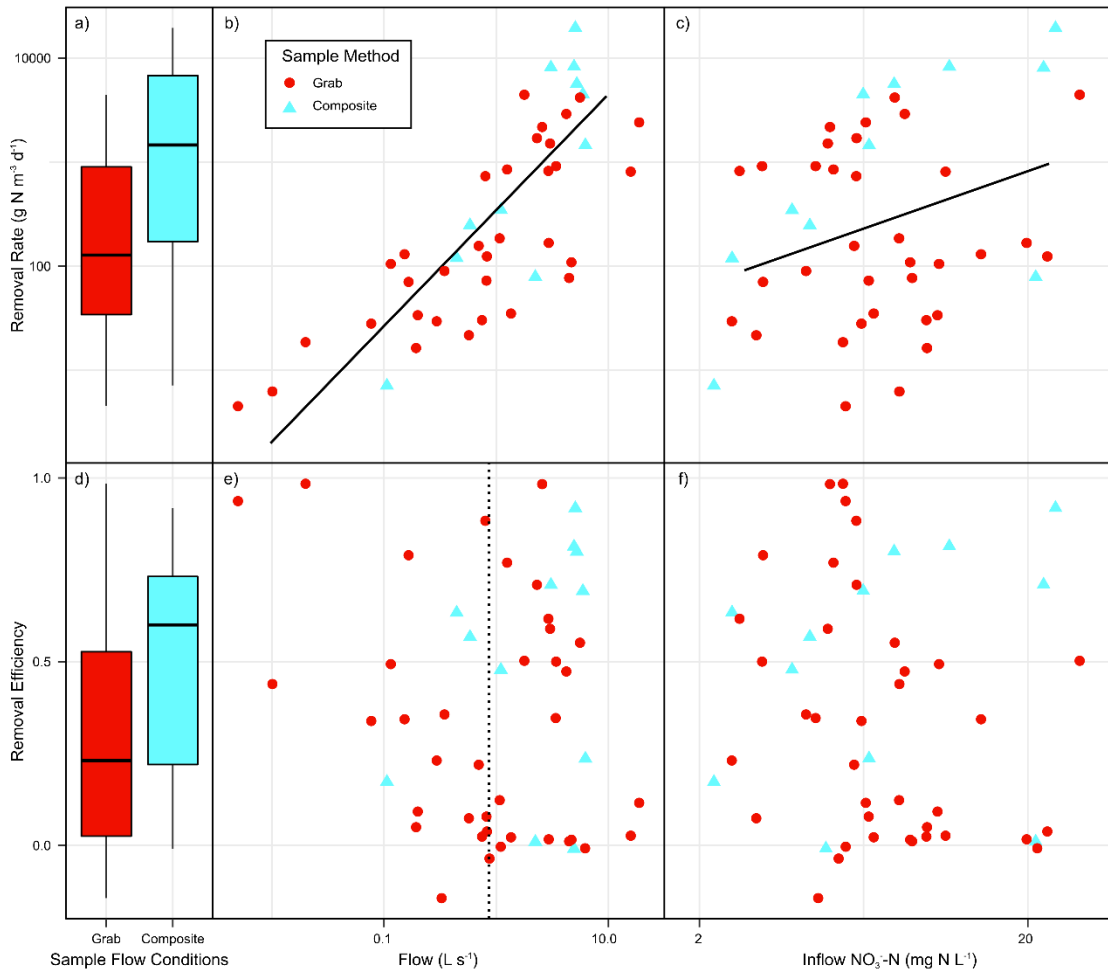 a)
b)
c)
Sample Method
Grab
Composite
10000
100
Removal Rate (g N m⁻³ d⁻¹)
d)
e)
f)
1.0
0.5
0.0
Removal Efficiency
Grab Composite
0.1 10.0
2 20
Sample Flow Conditions
Flow (L s⁻¹)
Inflow NO₃⁻-N (mg N L⁻¹)